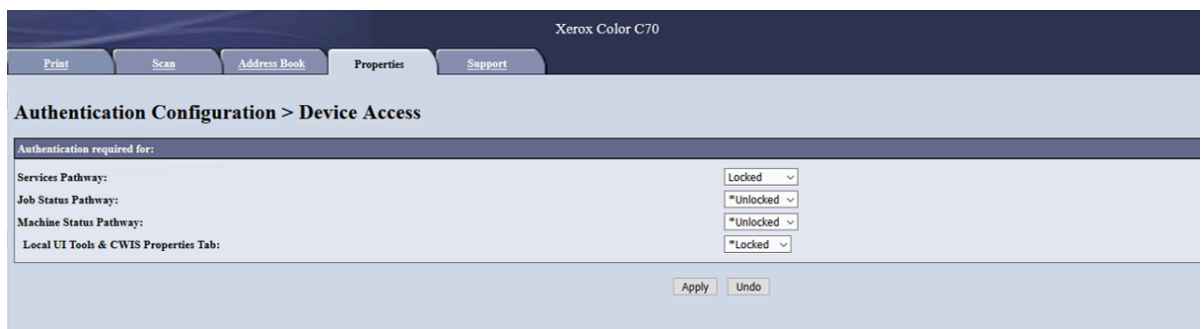 Xerox Color C70
Print Scan Address Book Properties Support
Authentication Configuration > Device Access
Authentication required for:
Services Pathway: Locked
Job Status Pathway: *Unlocked
Machine Status Pathway: *Unlocked
Local UI Tools & CWIS Properties Tab: *Locked
Apply Undo